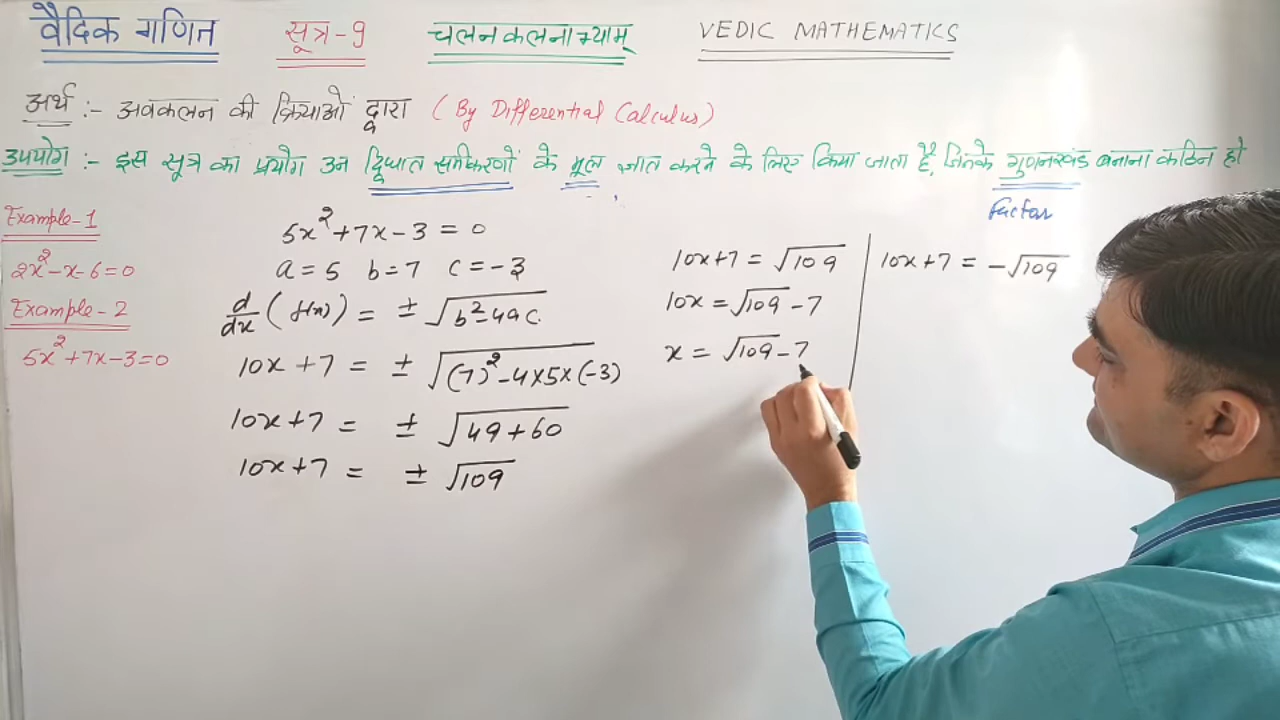 वैदिक गणित सूत्र-9 चलनकलनाभ्याम् VEDIC MATHEMATICS
अर्थ :- अवकलन की क्रियाओं द्वारा (By Differential Calculus)
उपयोग :- इस सूत्र का प्रयोग उन द्विघात समीकरणों के मूल ज्ञात करने के लिए किया जाता है, जिनके गुणनखंड बनाना कठिन हो
factor
Example-1
2x²-x-6=0
Example-2
5x²+7x-3=0
5x²+7x-3=0
a=5 b=7 c=-3
d/dx (f(x)) = ± √(b²-4ac)
10x+7 = ± √((7)²-4×5×(-3))
10x+7 = ± √(49+60)
10x+7 = ± √109
10x+7 = √109
10x = √109 - 7
x = √109 - 7
10x+7 = -√109